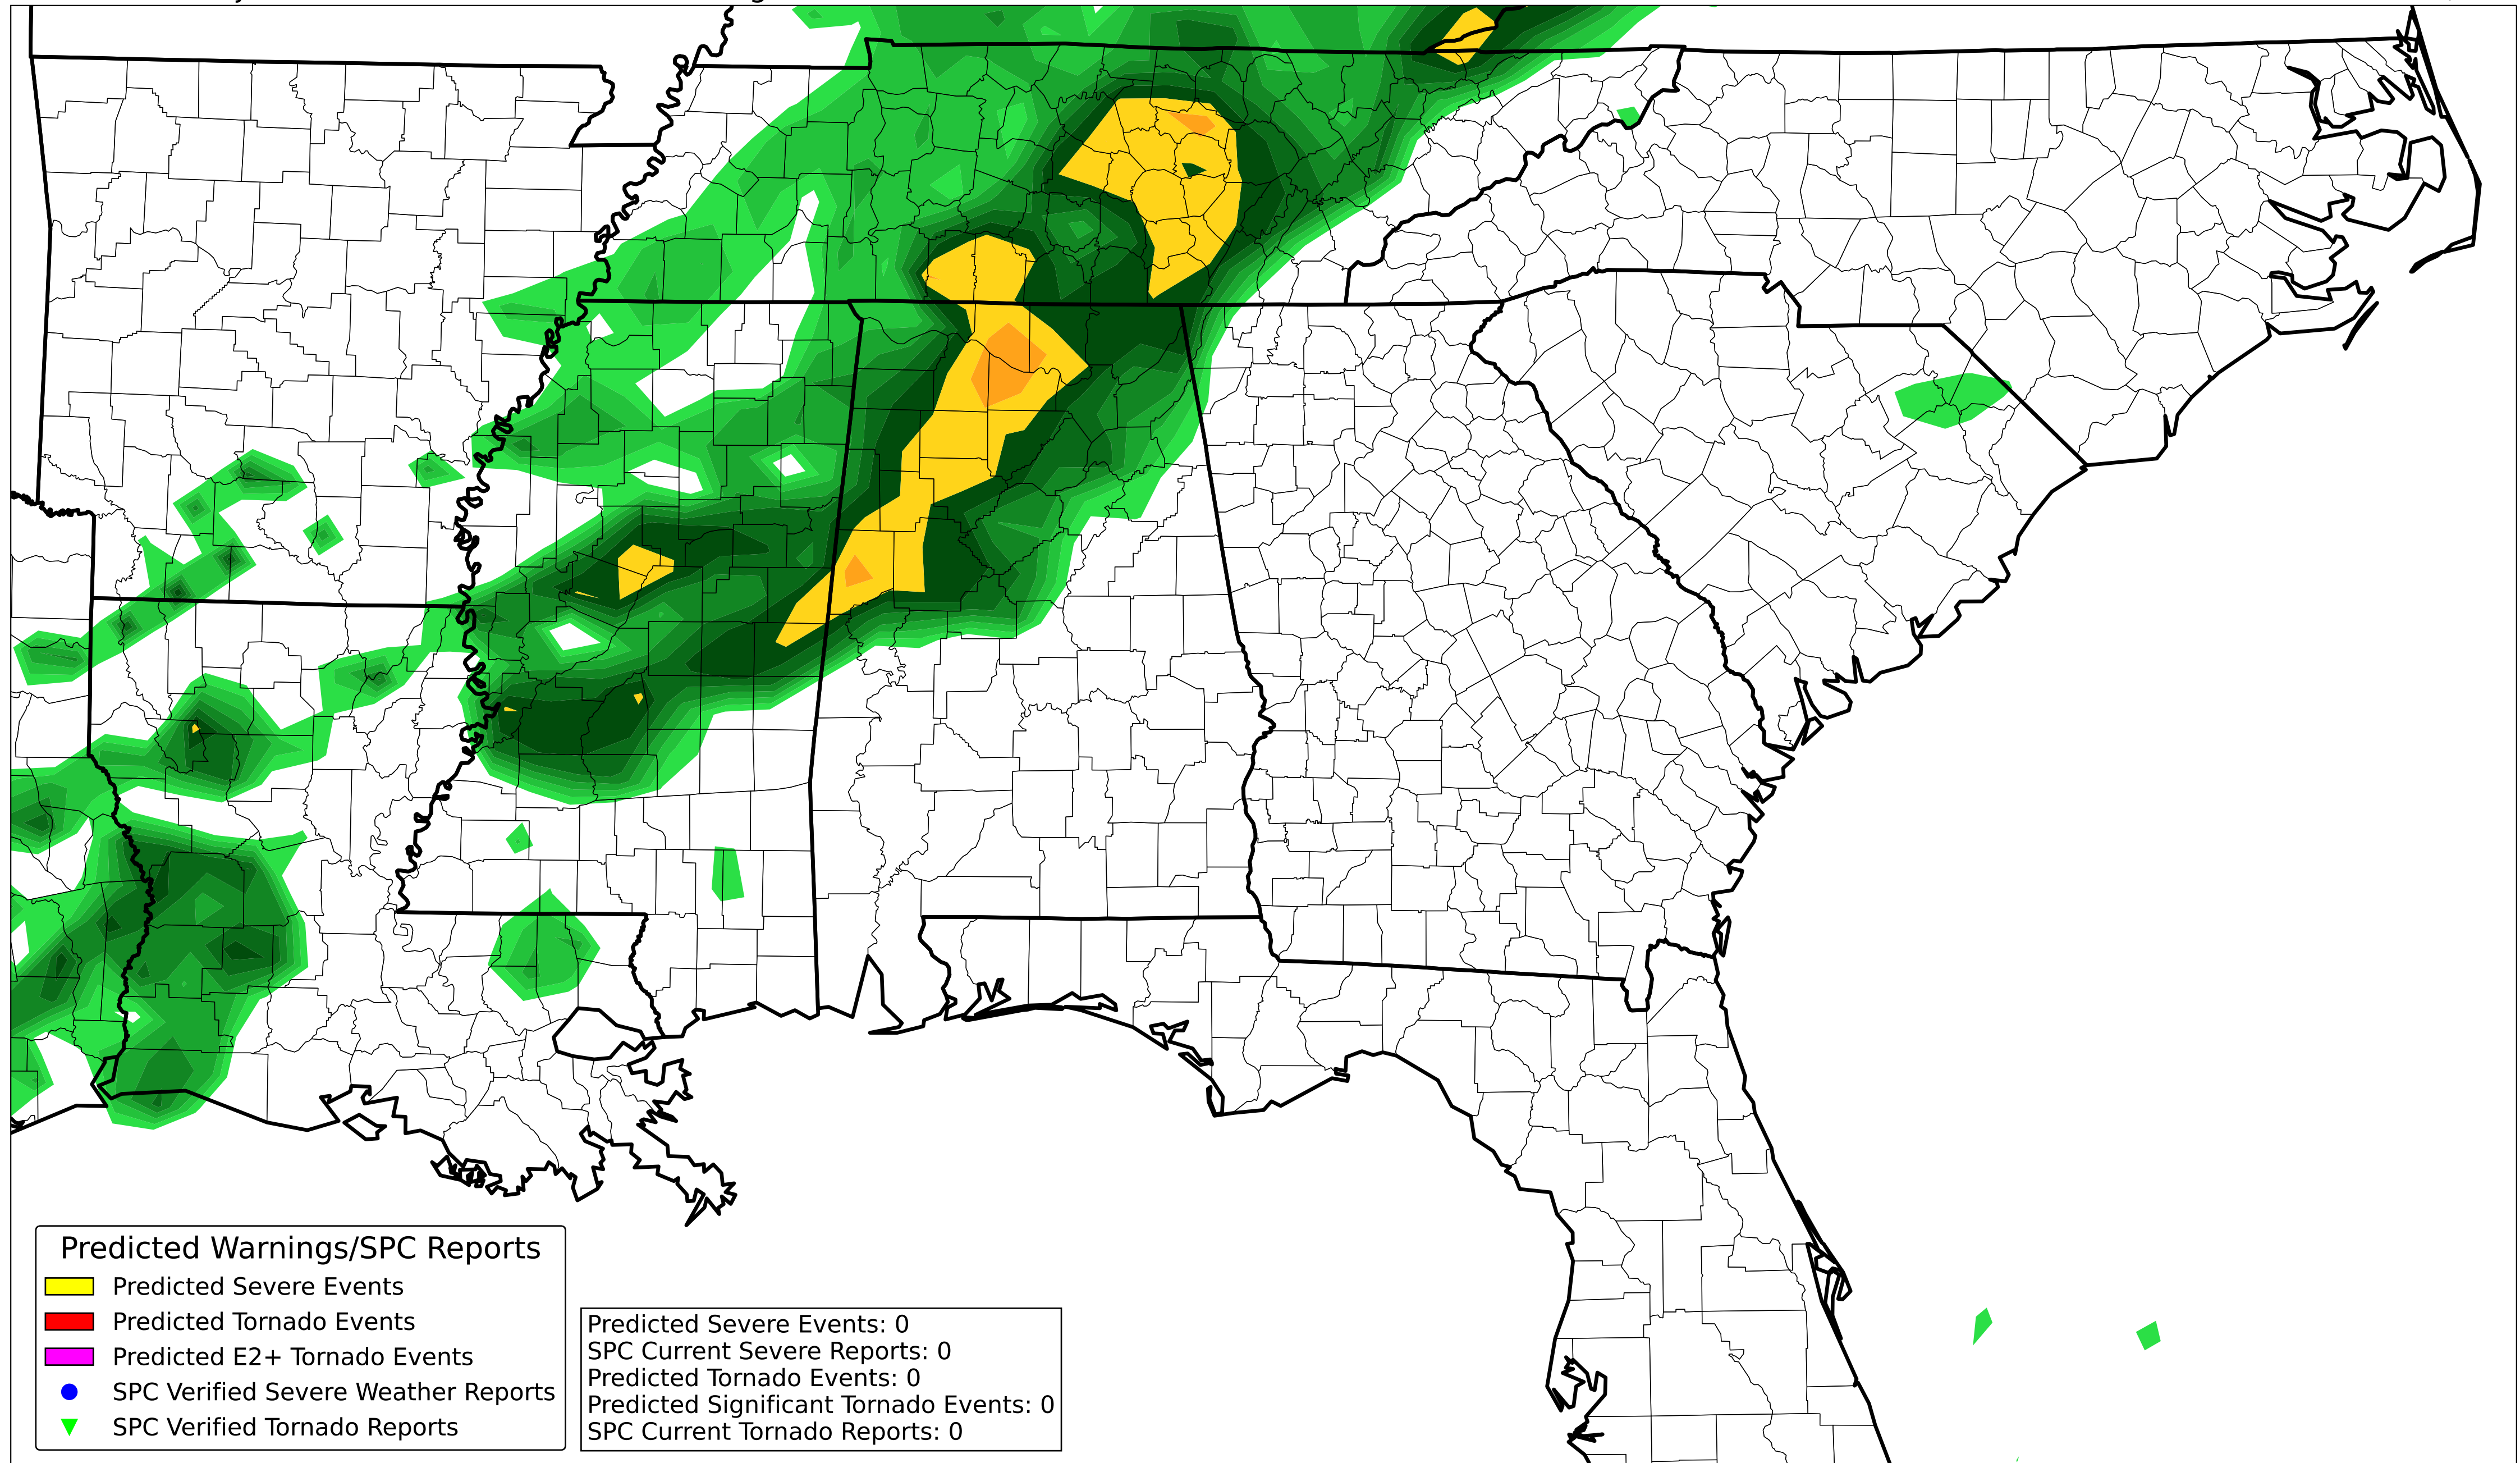 Predicted Warnings/SPC Reports
Predicted Severe Events
Predicted Tornado Events
Predicted E2+ Tornado Events
SPC Verified Severe Weather Reports
SPC Verified Tornado Reports
Predicted Severe Events: 0
SPC Current Severe Reports: 0
Predicted Tornado Events: 0
Predicted Significant Tornado Events: 0
SPC Current Tornado Reports: 0